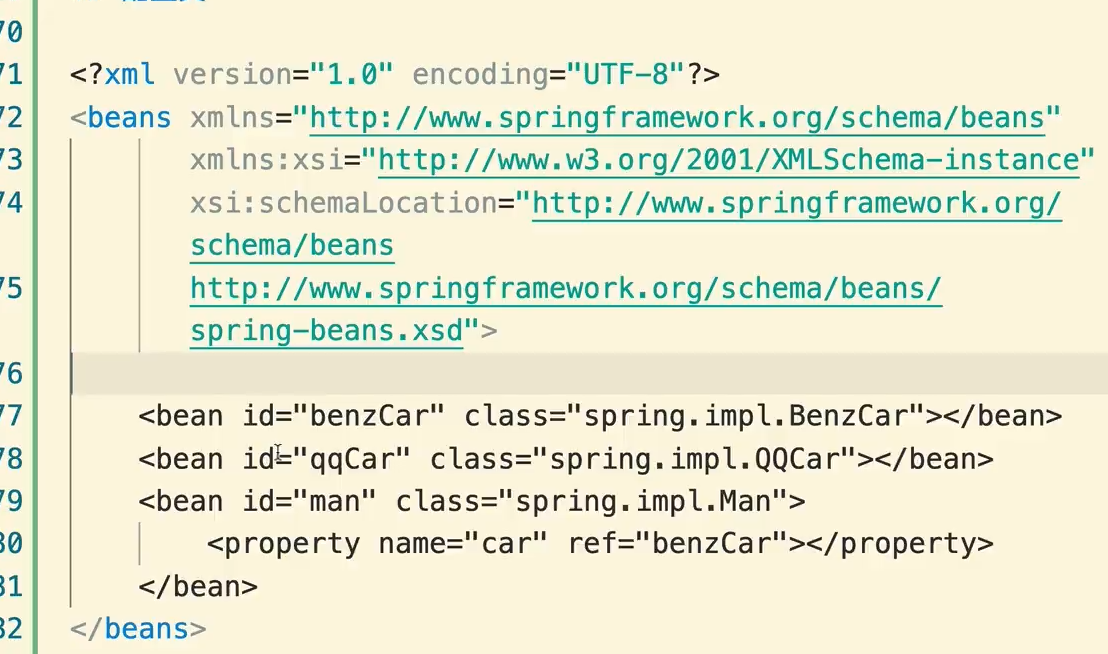 70
71 <?xml version="1.0" encoding="UTF-8"?>
72 <beans xmlns="http://www.springframework.org/schema/beans"
73 xmlns:xsi="http://www.w3.org/2001/XMLSchema-instance"
74 xsi:schemaLocation="http://www.springframework.org/
schema/beans
75 http://www.springframework.org/schema/beans/
spring-beans.xsd">
76
77 <bean id="benzCar" class="spring.impl.BenzCar"></bean>
78 <bean id="qqCar" class="spring.impl.QQCar"></bean>
79 <bean id="man" class="spring.impl.Man">
80 <property name="car" ref="benzCar"></property>
81 </bean>
82 </beans>